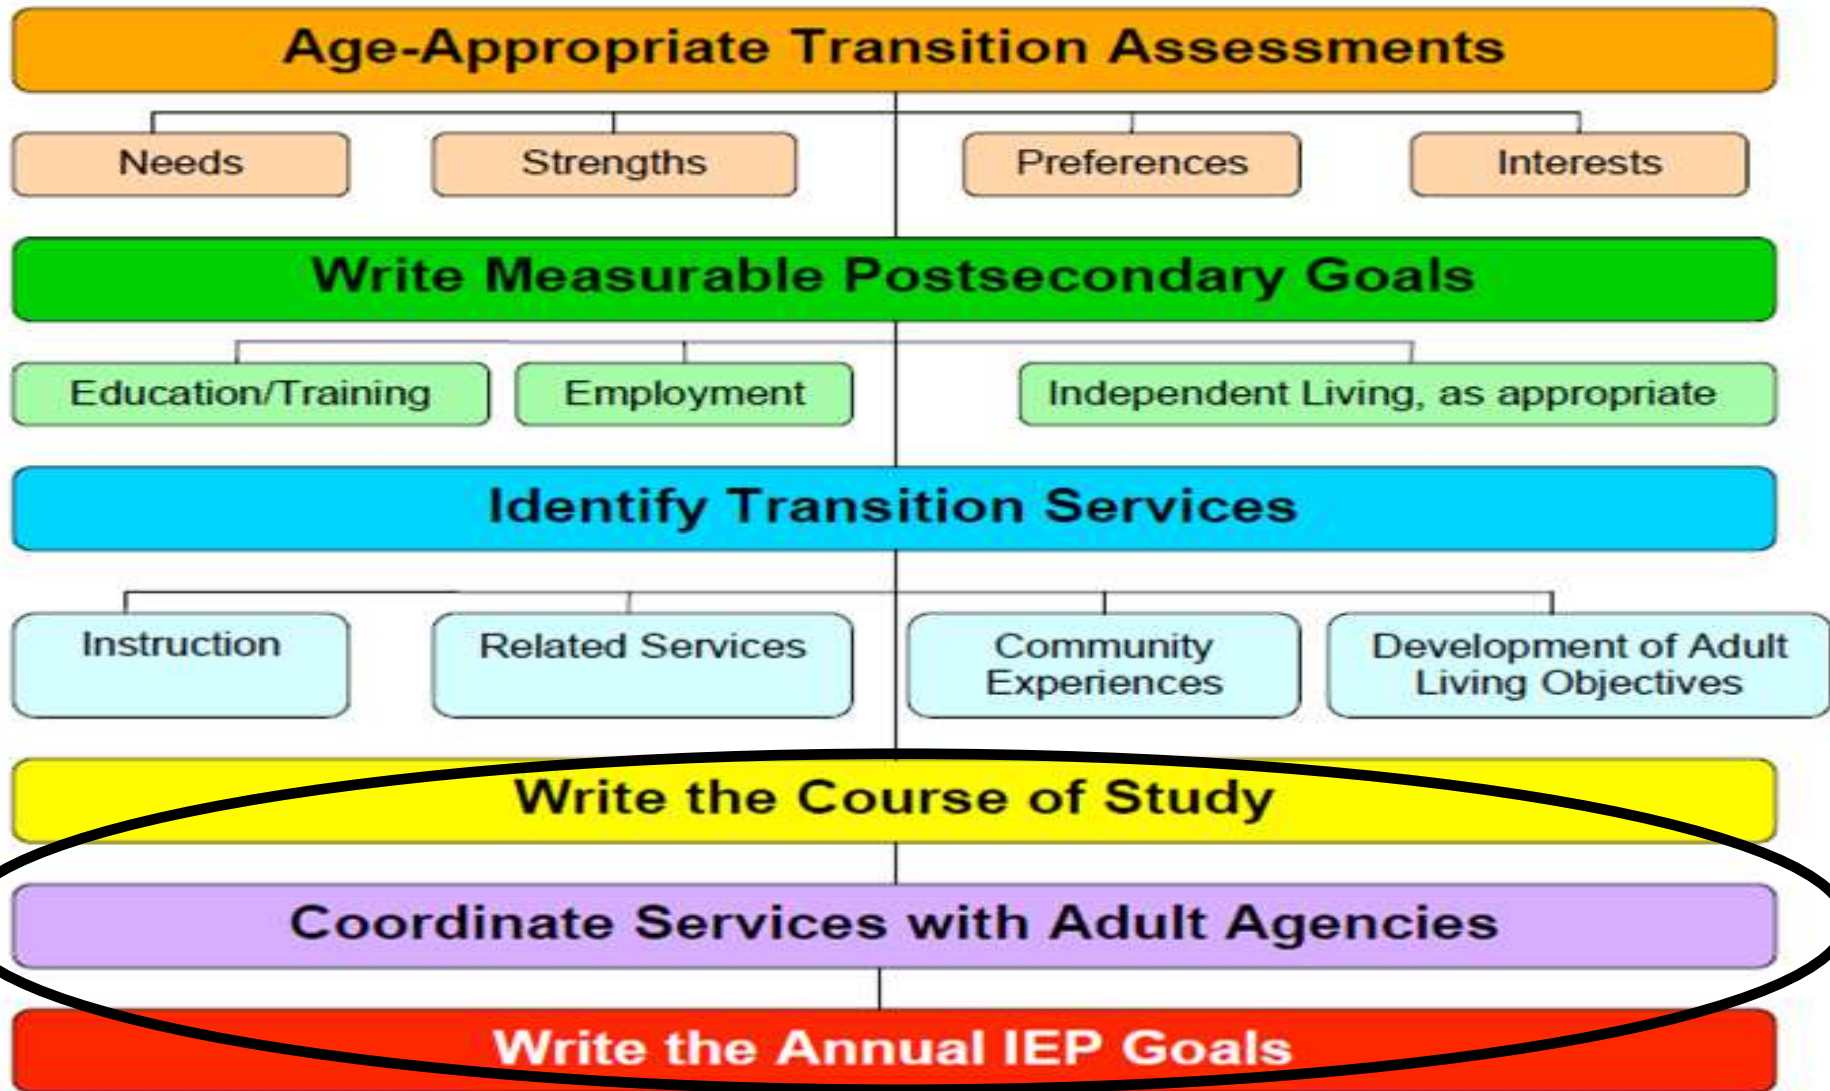 Age-Appropriate Transition Assessments
Needs
Strengths
Preferences
Interests
Write Measurable Postsecondary Goals
Education/Training
Employment
Independent Living, as appropriate
Identify Transition Services
Instruction
Related Services
Community
Experiences
Development of Adult
Living Objectives
Write the Course of Study
Coordinate Services with Adult Agencies
Write the Annual IEP Goals